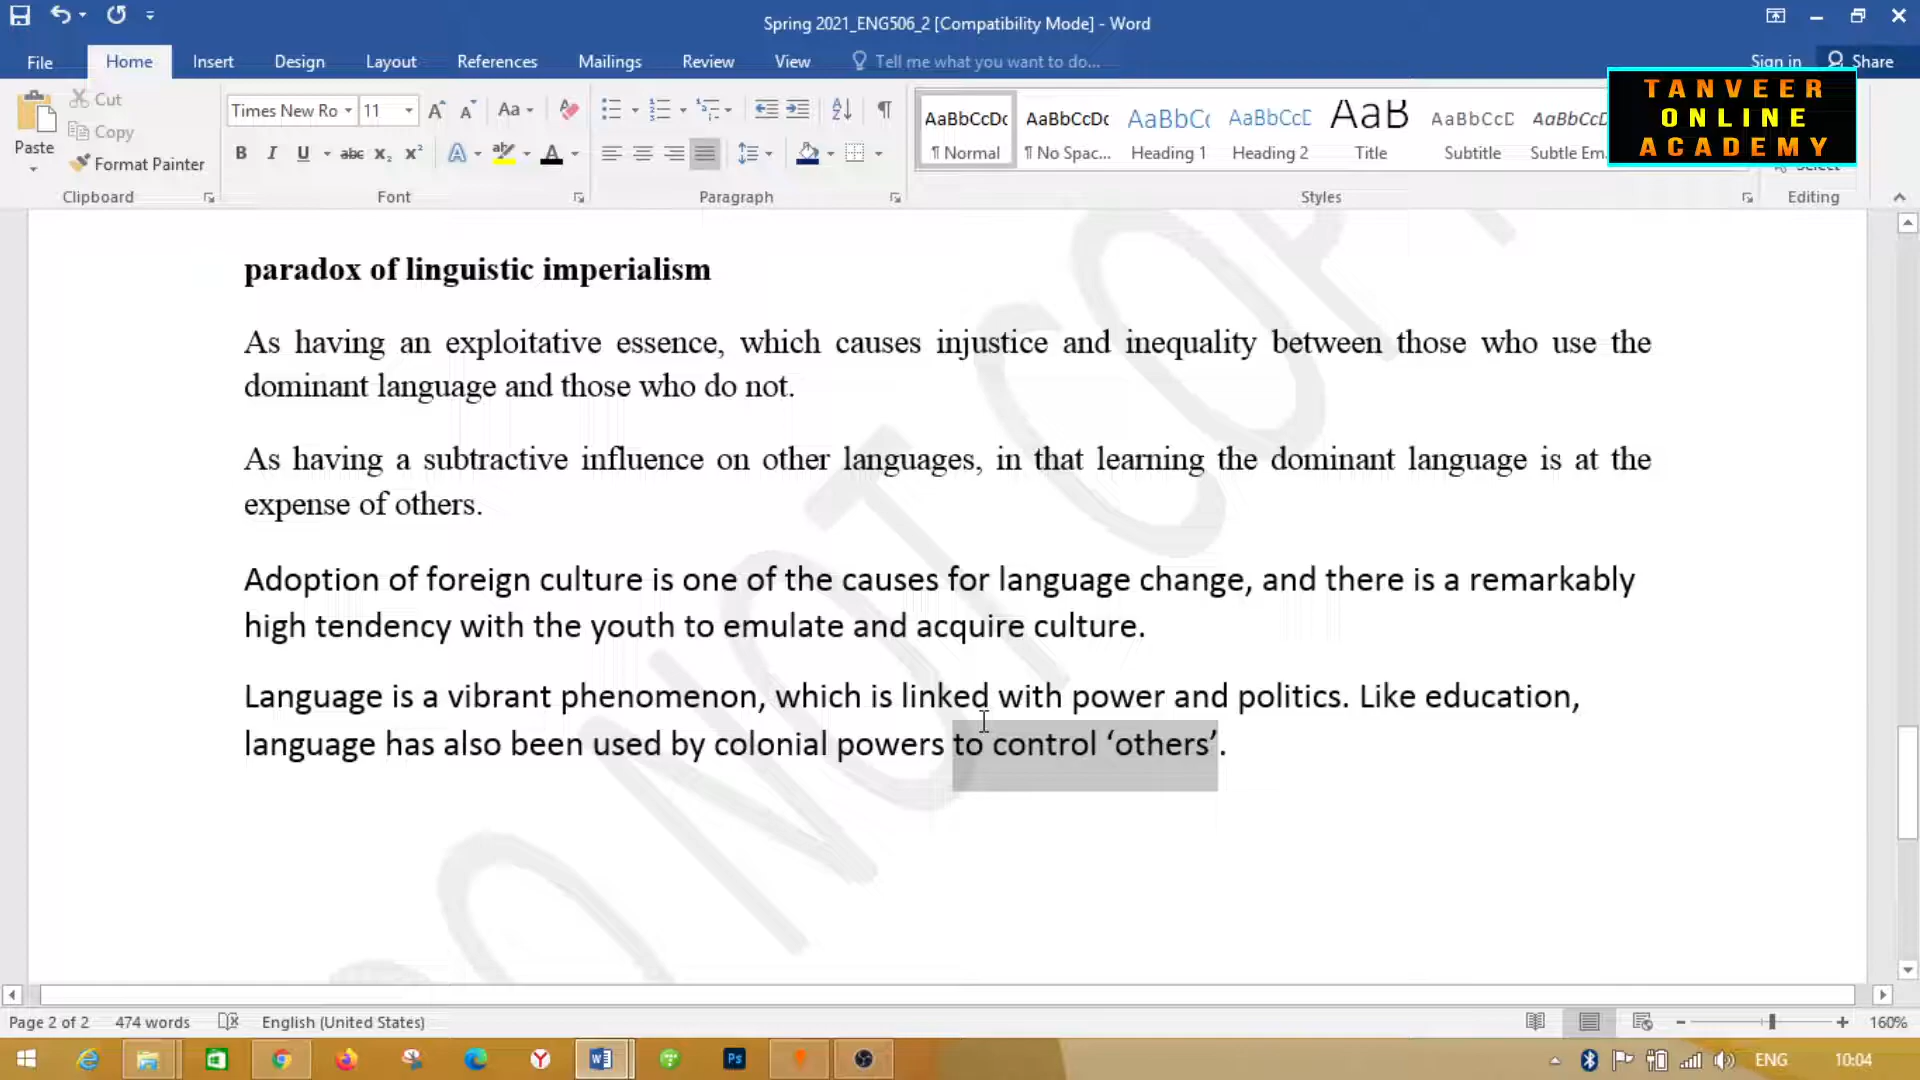 Spring 2021_ENG506_2 [Compatibility Mode] - Word
File Home Insert Design Layout References Mailings Review View Tell me what you want to do... Sign in Share
TANVEER
ONLINE
ACADEMY
Paste
Cut
Copy
Format Painter
Times New Ro 11
AaBbCcDc AaBbCcDc AaBbC AaBbCcC AaB AaBbCcD AaBbCcD
¶ Normal ¶ No Spac... Heading 1 Heading 2 Title Subtitle Subtle Em
Select
Clipboard Font Paragraph Styles Editing
paradox of linguistic imperialism
As having an exploitative essence, which causes injustice and inequality between those who use the
dominant language and those who do not.
As having a subtractive influence on other languages, in that learning the dominant language is at the
expense of others.
Adoption of foreign culture is one of the causes for language change, and there is a remarkably
high tendency with the youth to emulate and acquire culture.
Language is a vibrant phenomenon, which is linked with power and politics. Like education,
language has also been used by colonial powers to control ‘others’.
DO NOT COPY
Page 2 of 2 474 words English (United States) 160%
ENG 10:04